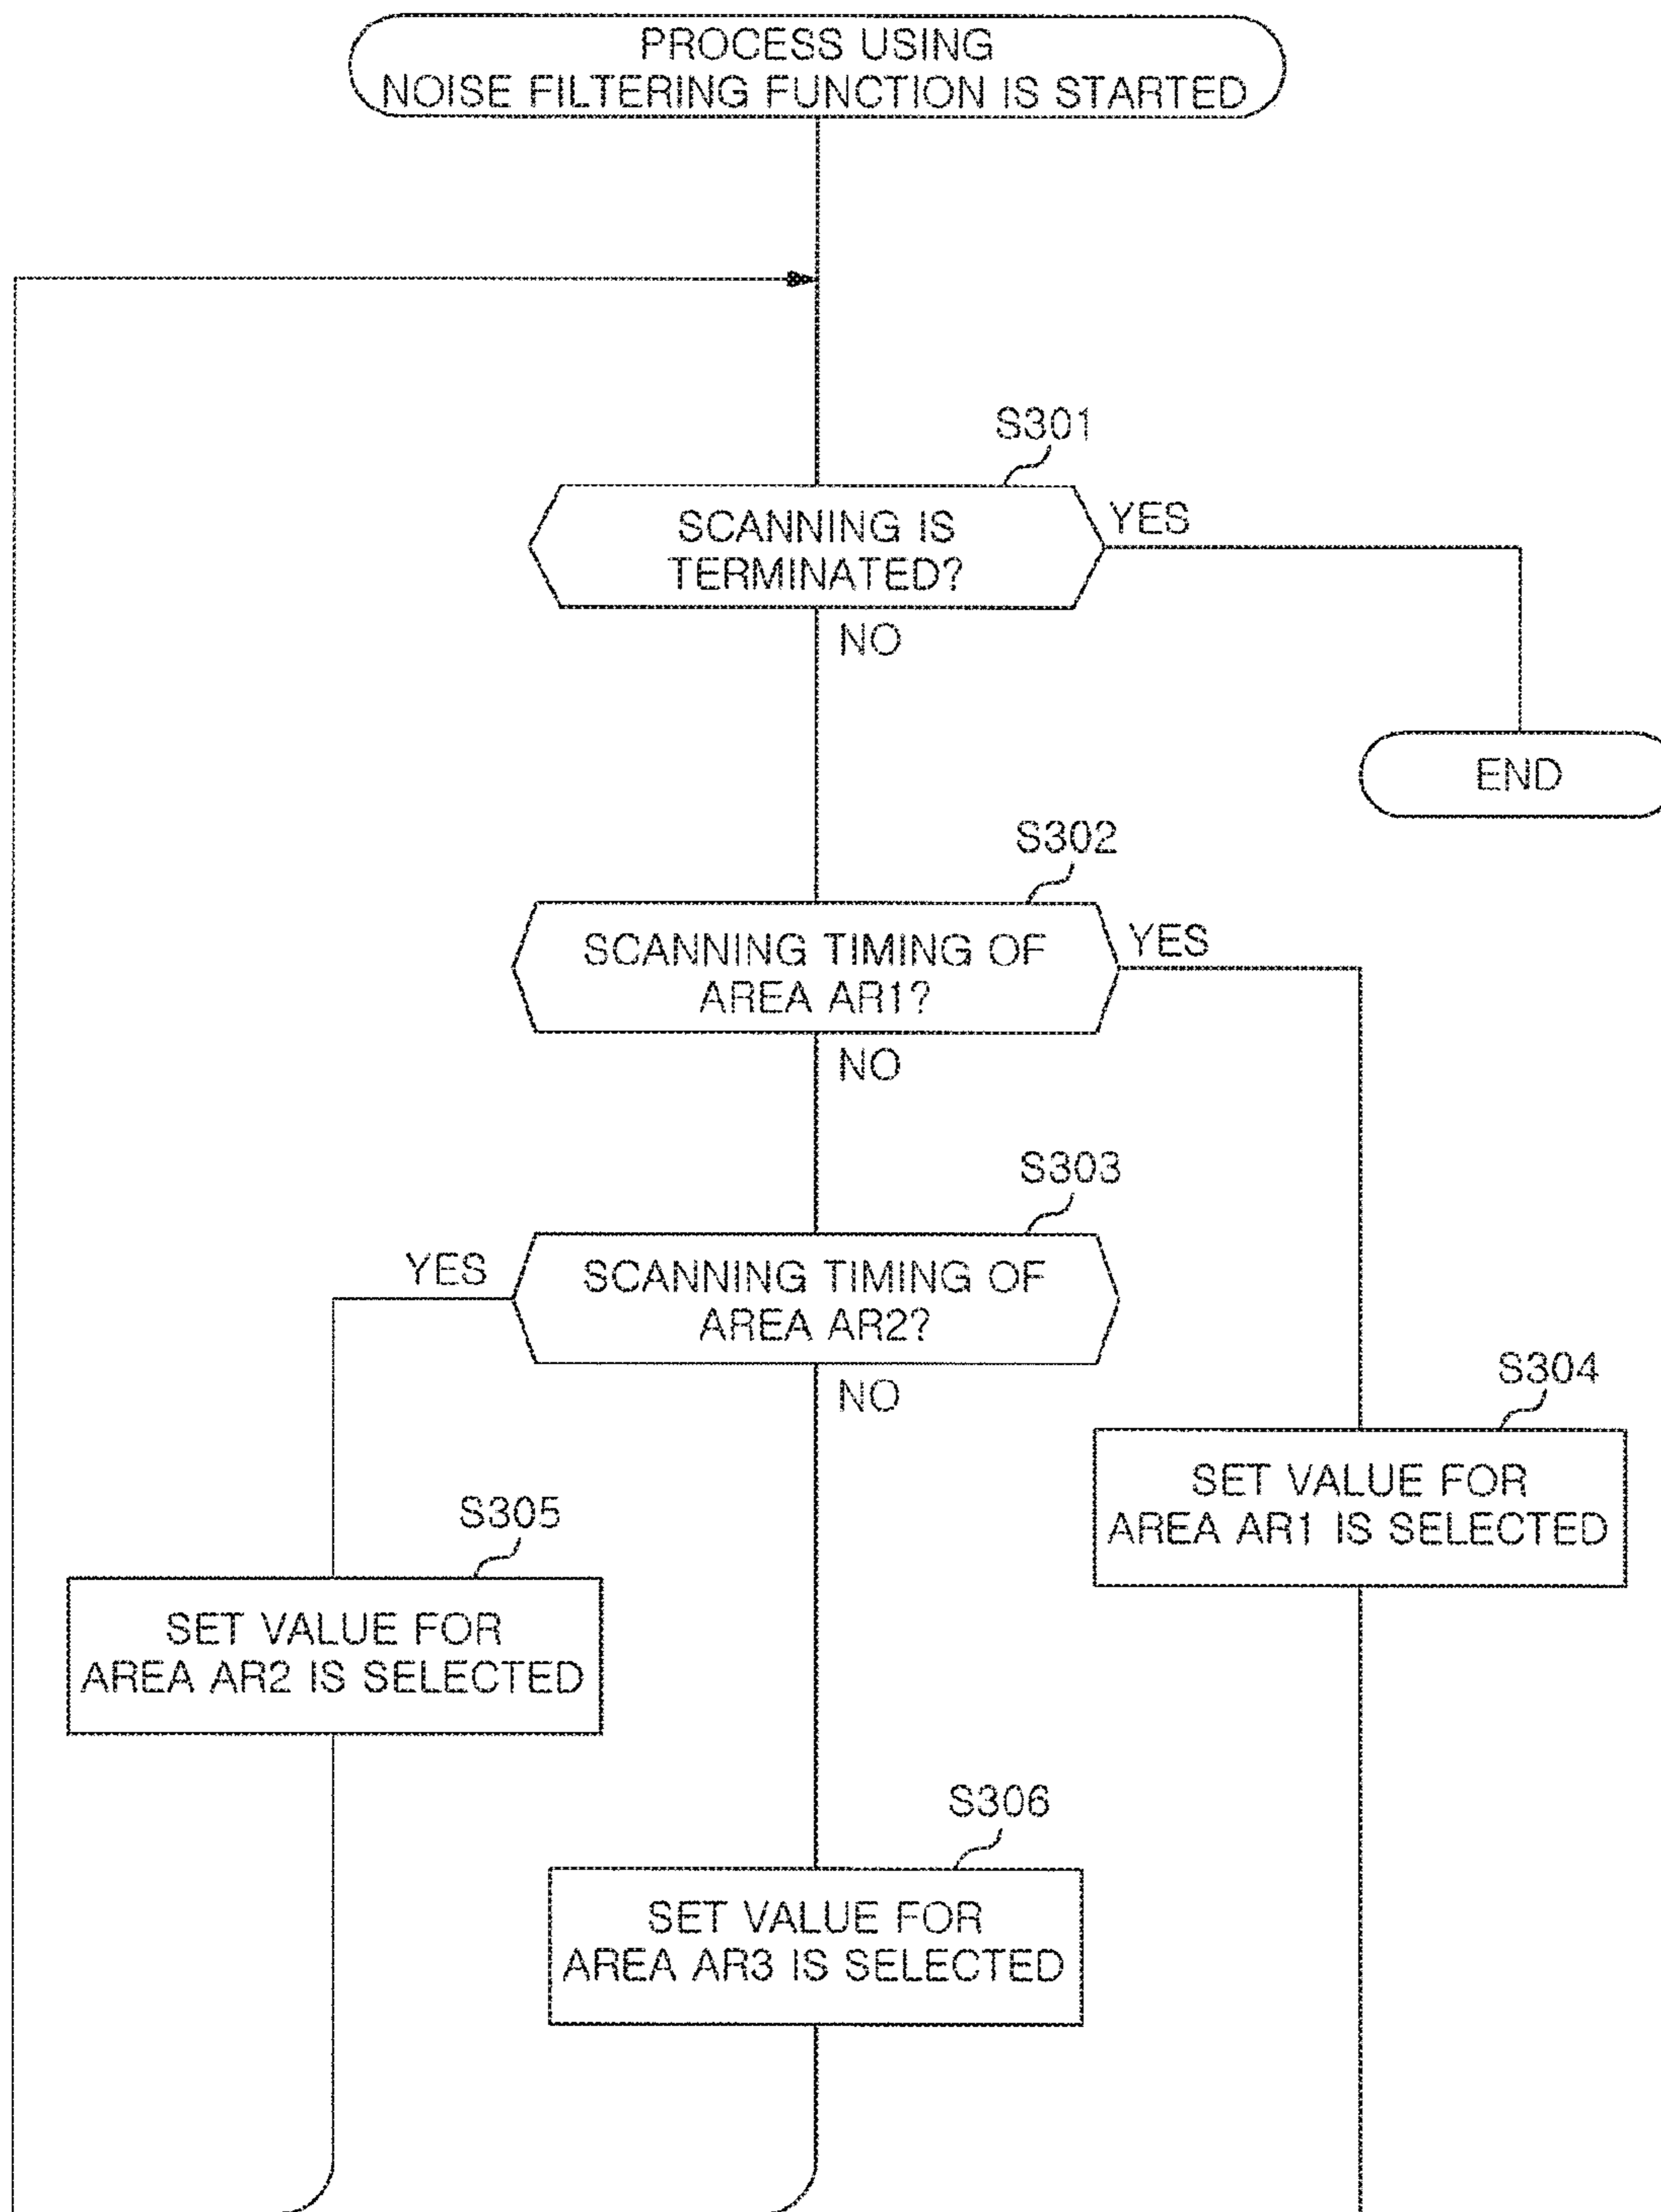 PROCESS USING
NOISE FILTERING FUNCTION IS STARTED
S301
SCANNING IS
TERMINATED?
YES
NO
END
S302
SCANNING TIMING OF
AREA AR1?
YES
NO
S303
SCANNING TIMING OF
AREA AR2?
YES
NO
S304
SET VALUE FOR
AREA AR1 IS SELECTED
S305
SET VALUE FOR
AREA AR2 IS SELECTED
S306
SET VALUE FOR
AREA AR3 IS SELECTED